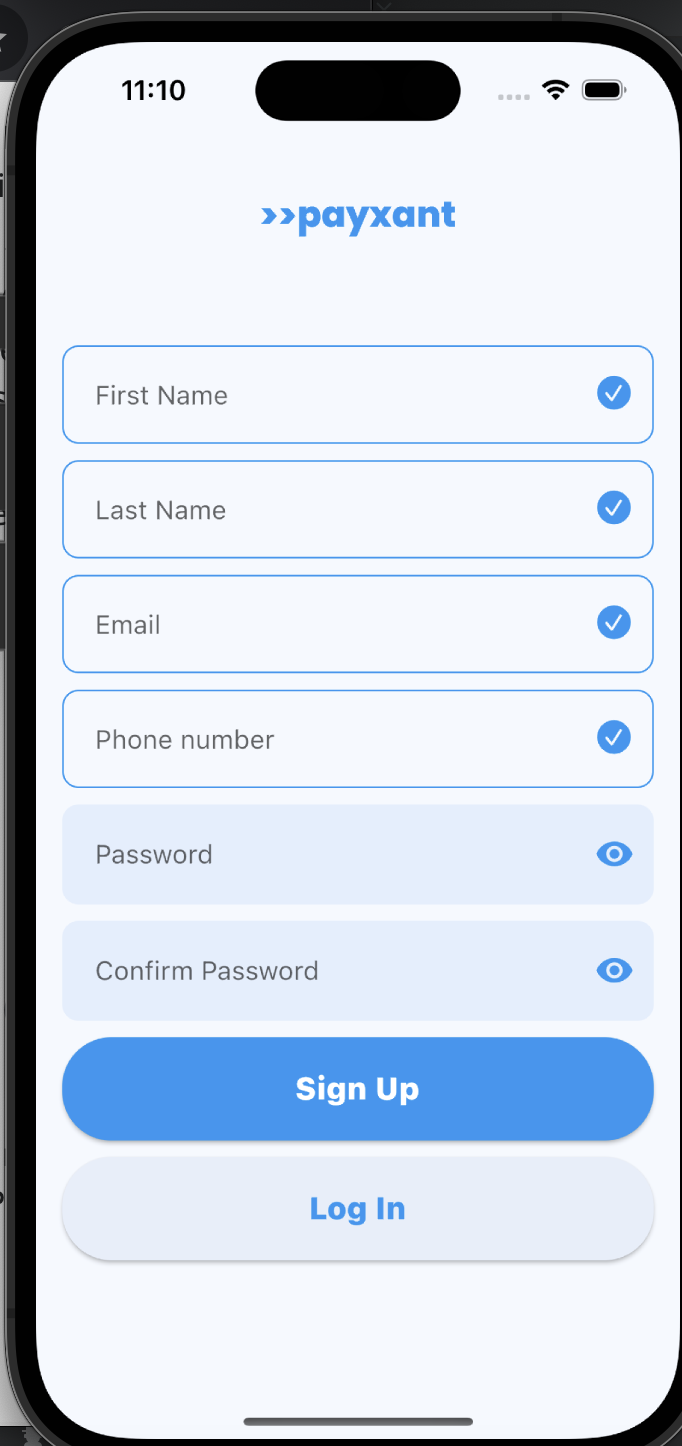 11:10
››payxant
First Name
Last Name
Email
Phone number
Password
Confirm Password
Sign Up
Log In